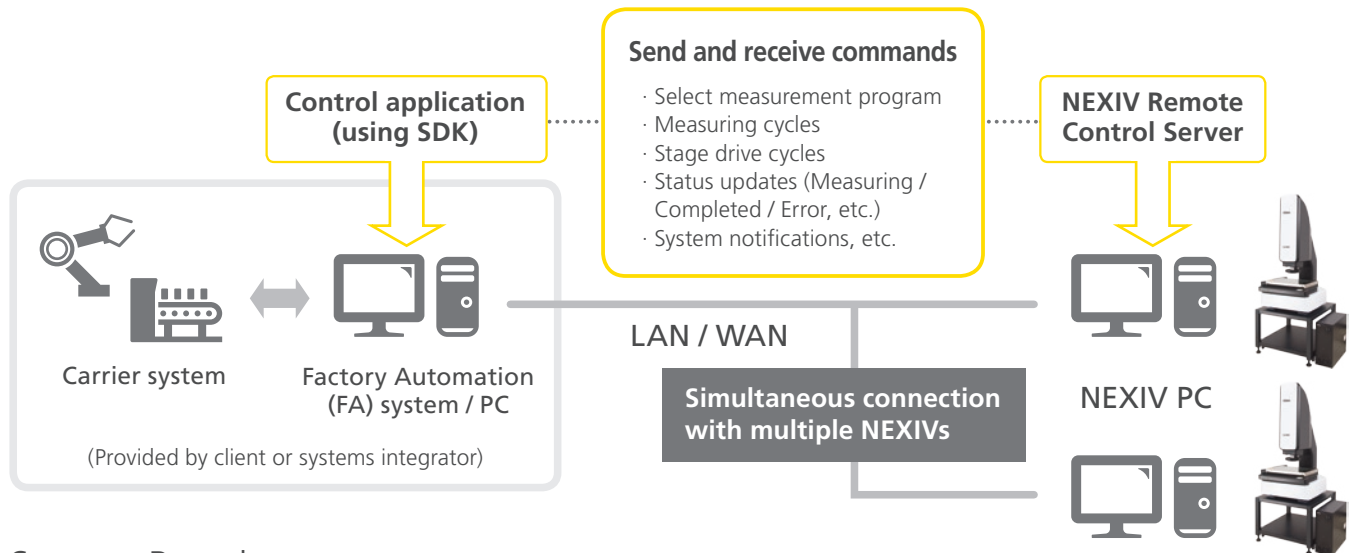 Send and receive commands
· Select measurement program
· Measuring cycles
· Stage drive cycles
· Status updates (Measuring /
Completed / Error, etc.)
· System notifications, etc.
Control application
(using SDK)
NEXIV Remote
Control Server
Carrier system
Factory Automation
(FA) system / PC
(Provided by client or systems integrator)
LAN / WAN
Simultaneous connection
with multiple NEXIVs
NEXIV PC